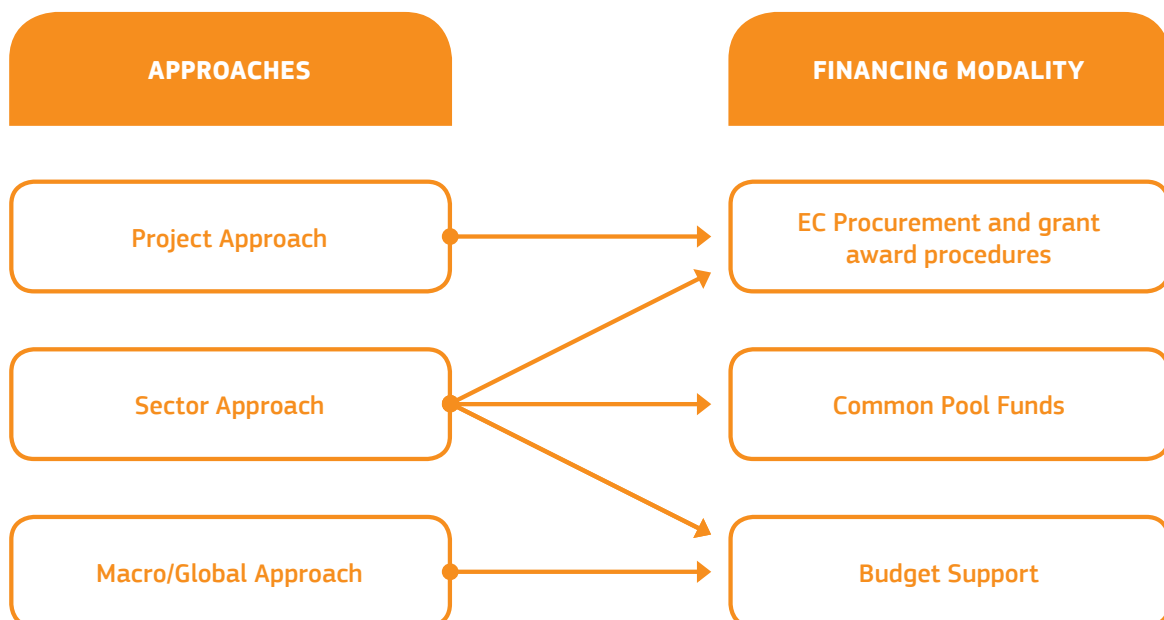 APPROACHES
FINANCING MODALITY
Project Approach
EC Procurement and grant
award procedures
Sector Approach
Common Pool Funds
Macro/Global Approach
Budget Support